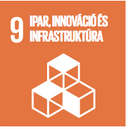 9 IPAR, INNOVÁCIÓ ÉS
INFRASTRUKTÚRA